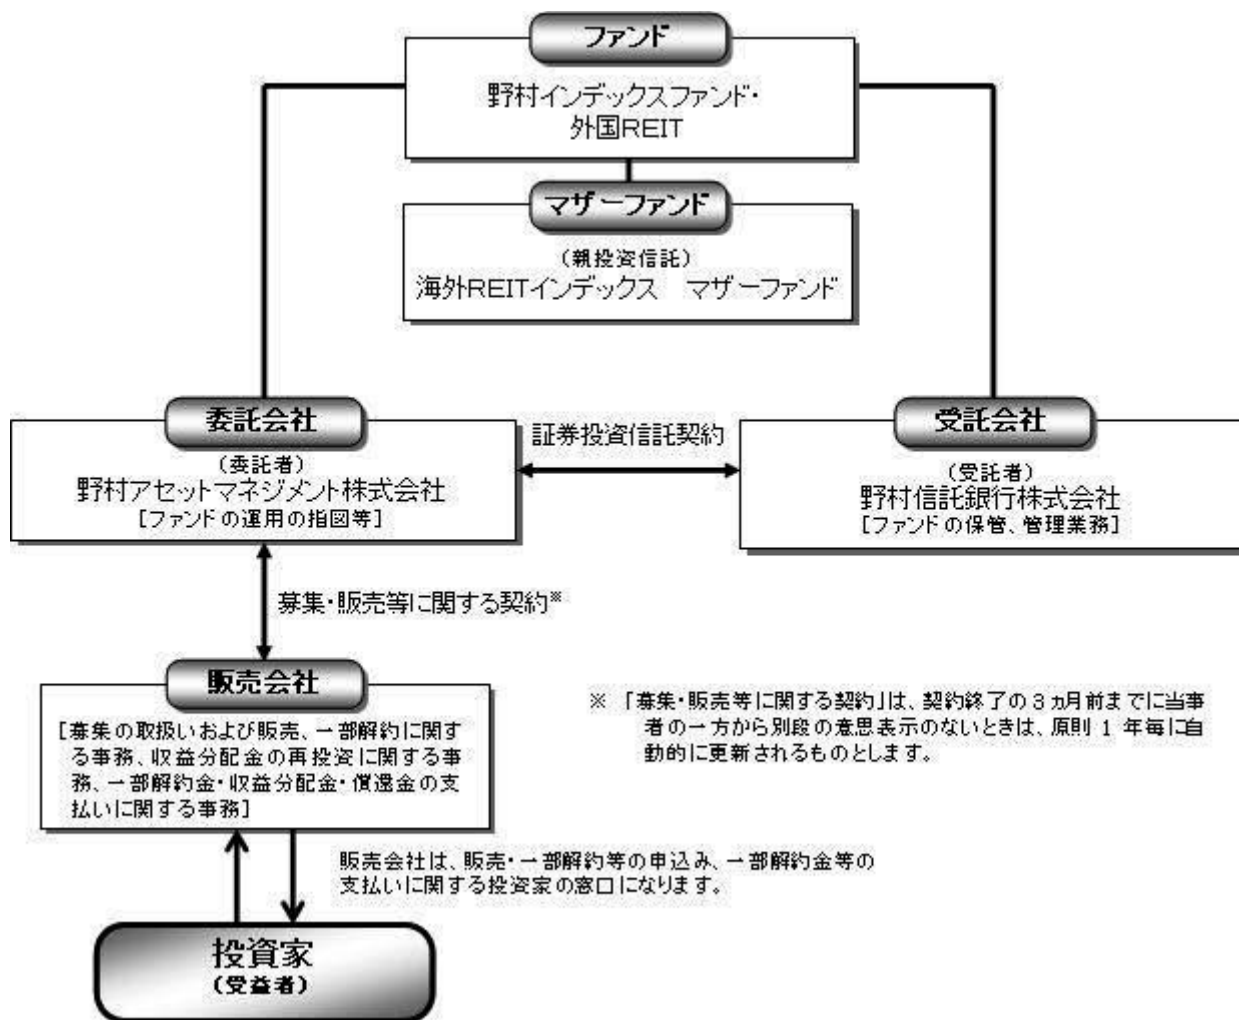 ファンド
野村インデックスファンド・
外国REIT
マザーファンド
(親投資信託)
海外REITインデックス　マザーファンド
委託会社
(委託者)
野村アセットマネジメント株式会社
[ファンドの運用の指図等]
証券投資信託契約
受託会社
(受託者)
野村信託銀行株式会社
[ファンドの保管、管理業務]
募集・販売等に関する契約※
販売会社
[募集の取扱いおよび販売、一部解約に関す
る事務、収益分配金の再投資に関する事
務、一部解約金・収益分配金・償還金の支
払いに関する事務]
※ 「募集・販売等に関する契約」は、契約終了の3ヵ月前までに当事
者の一方から別段の意思表示のないときは、原則 1 年毎に自
動的に更新されるものとします。
販売会社は、販売・一部解約等の申込み、一部解約金等の
支払いに関する投資家の窓口になります。
投資家
(受益者)